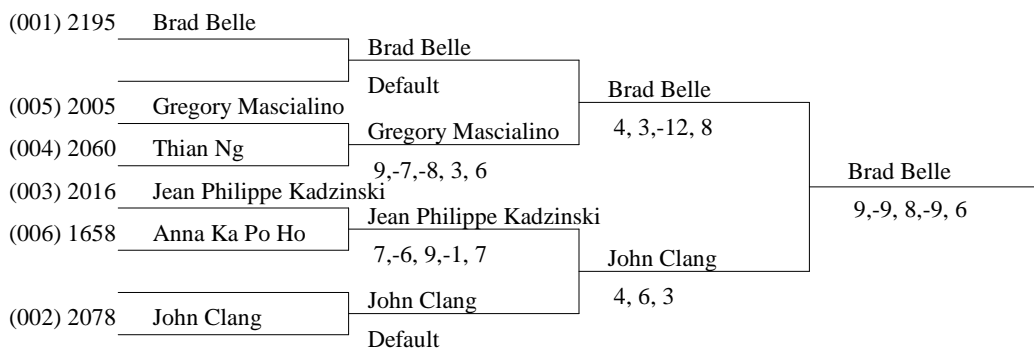 (001) 2195 Brad Belle
Brad Belle
Default
(005) 2005 Gregory Mascialino
Brad Belle
4, 3,-12, 8
Gregory Mascialino
(004) 2060 Thian Ng
9,-7,-8, 3, 6
Brad Belle
9,-9, 8,-9, 6
(003) 2016 Jean Philippe Kadzinski
Jean Philippe Kadzinski
(006) 1658 Anna Ka Po Ho
7,-6, 9,-1, 7
John Clang
4, 6, 3
John Clang
(002) 2078 John Clang
Default